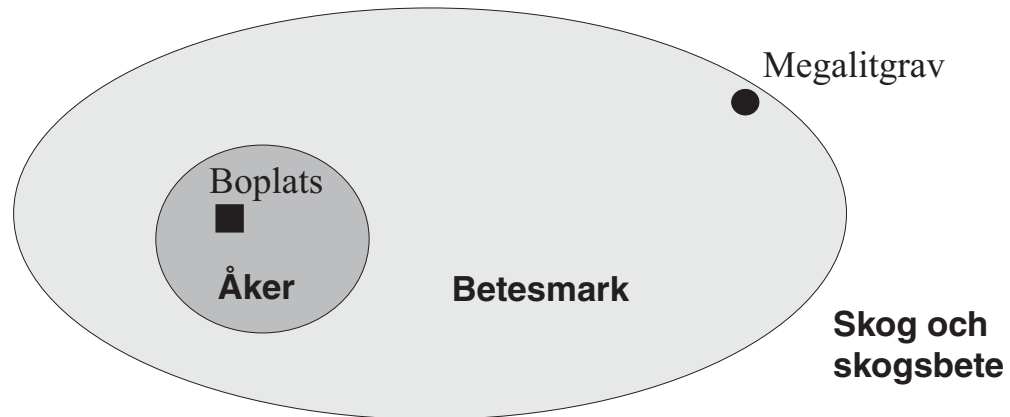 Megalitgrav
Boplats
Åker
Betesmark
Skog och
skogsbete